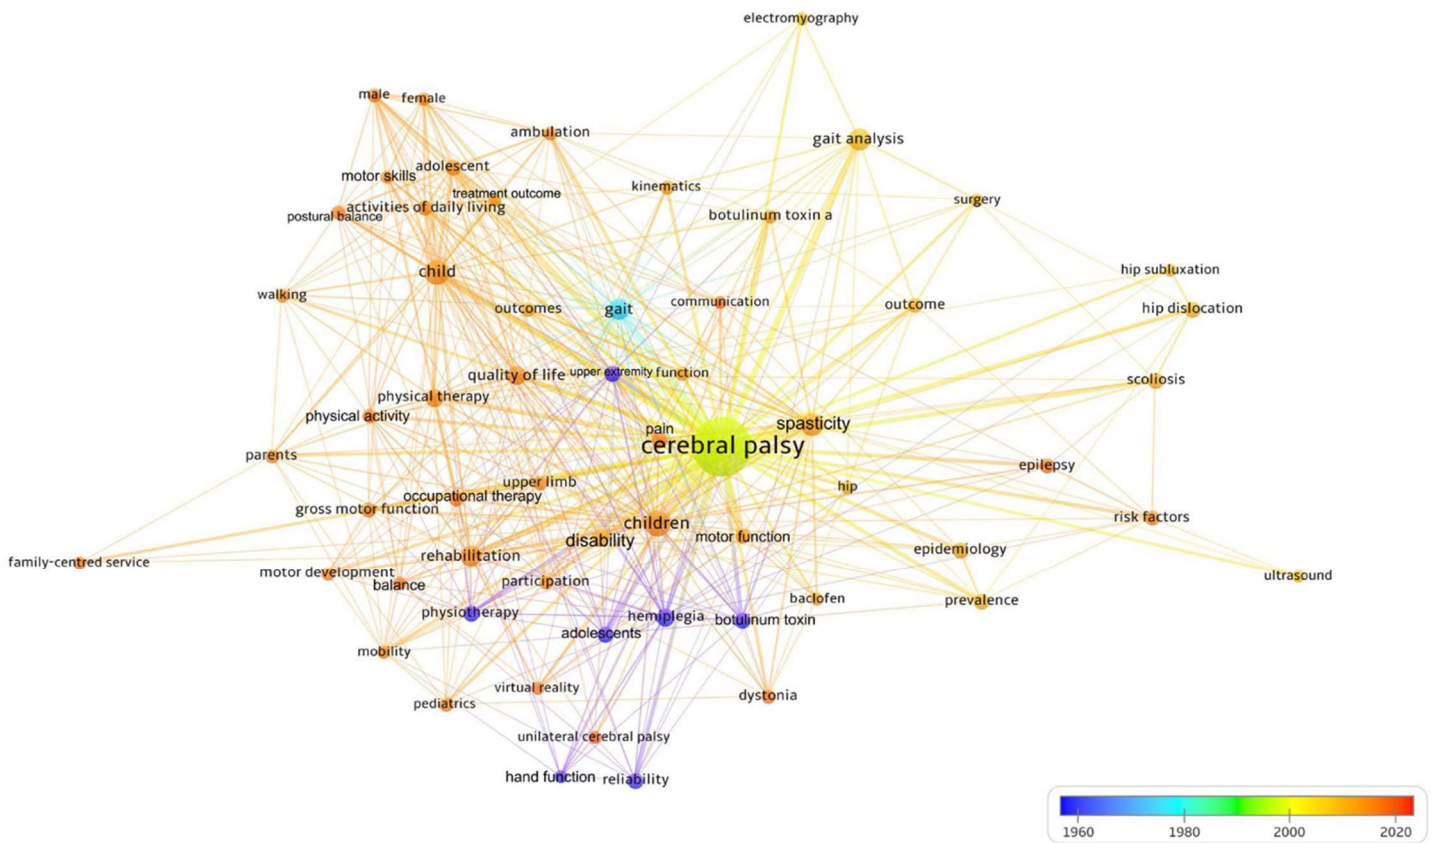 electromyography
male
female
ambulation
gait analysis
adolescent
motor skills
kinematics
treatment outcome
surgery
activities of daily living
postural balance
botulinum toxin a
child
hip subluxation
walking
outcomes
gait
communication
outcome
hip dislocation
quality of life
upper extremity function
scoliosis
physical therapy
physical activity
pain
spasticity
cerebral palsy
parents
epilepsy
upper limb
hip
occupational therapy
gross motor function
children
risk factors
disability
motor function
family-centred service
rehabilitation
epidemiology
motor development
balance
participation
ultrasound
physiotherapy
hemiplegia
botulinum toxin
baclofen
prevalence
adolescents
mobility
virtual reality
dystonia
pediatrics
unilateral cerebral palsy
hand function
reliability
1960 1980 2000 2020